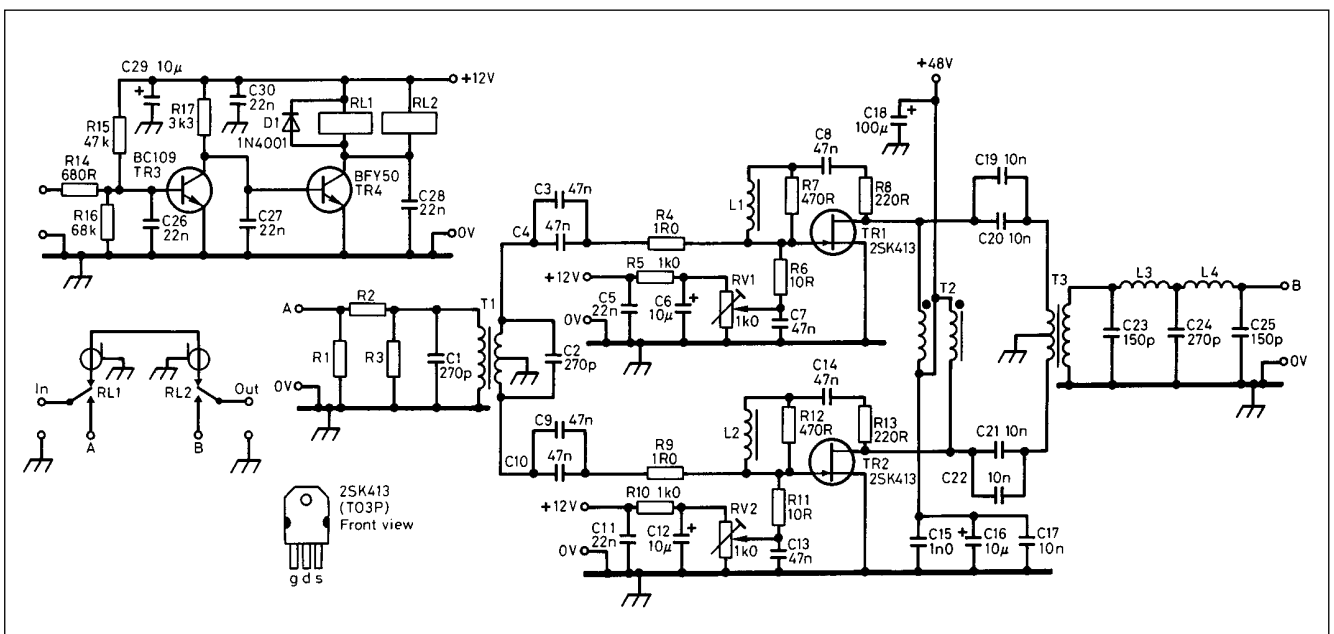 C29 10μ
+
+12V
R17
3k3
C30
22n
RL1
RL2
D1
1N4001
R15
47k
R14
680R
BC109
TR3
BFY50
TR4
R16
68k
C26
22n
C27
22n
C28
22n
0V
+48V
C18
100μ
+
C8
47n
C19 10n
C20 10n
C3
47n
C4
47n
R4
1R0
L1
R7
470R
R8
220R
TR1
2SK413
R5 1k0
+12V
RV1
1k0
R6
10R
C5
22n
C6
10μ
+
C7
47n
0V
T2
T3
L3
L4
B
C23
150p
C24
270p
C25
150p
0V
A
R2
T1
R1
R3
C1
270p
C2
270p
0V
In
RL1
RL2
Out
A
B
C14
47n
C9
47n
C10
47n
R9
1R0
L2
R12
470R
R13
220R
TR2
2SK413
C21 10n
C22
10n
R10 1k0
+12V
RV2
1k0
R11
10R
C11
22n
C12
10μ
+
C13
47n
0V
C15
1n0
+
C16
10μ
C17
10n
2SK413
(T03P)
Front view
g d s